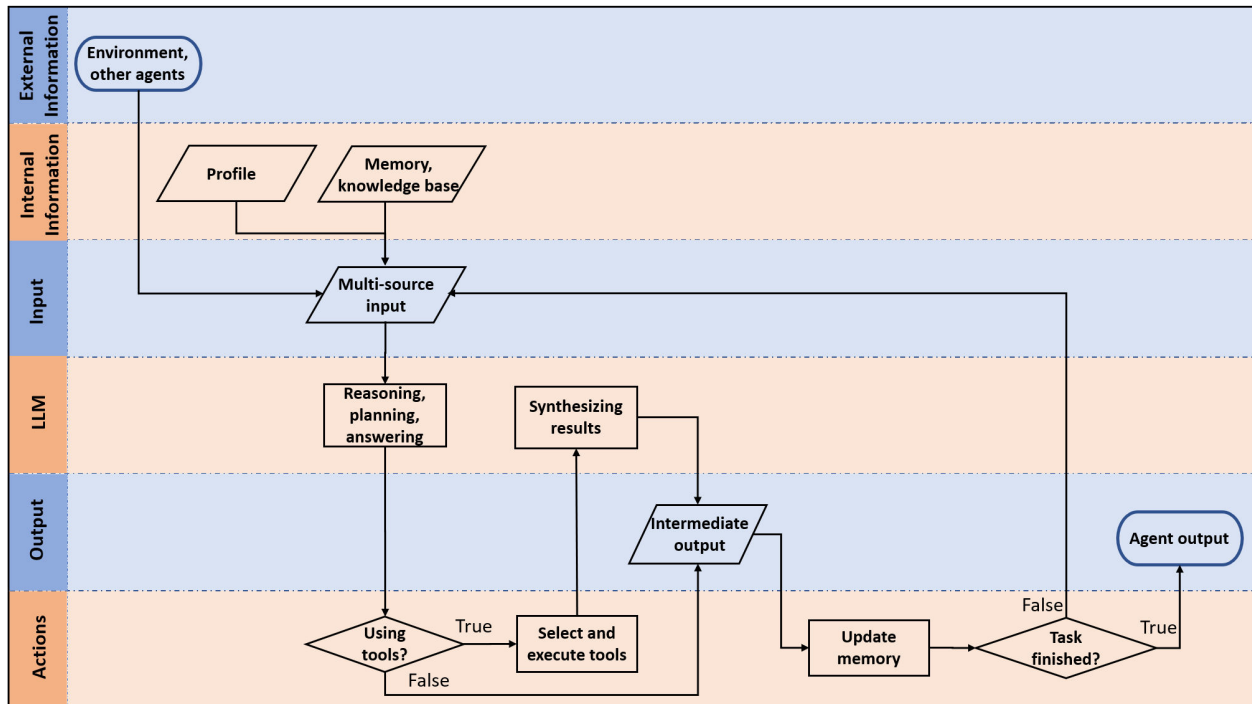 External
Information
Environment,
other agents
Internal
Information
Profile
Memory,
knowledge base
Input
Multi-source
input
LLM
Reasoning,
planning,
answering
Synthesizing
results
Output
Intermediate
output
Agent output
Actions
Using
tools?
True
False
Select and
execute tools
Update
memory
False
Task
finished?
True